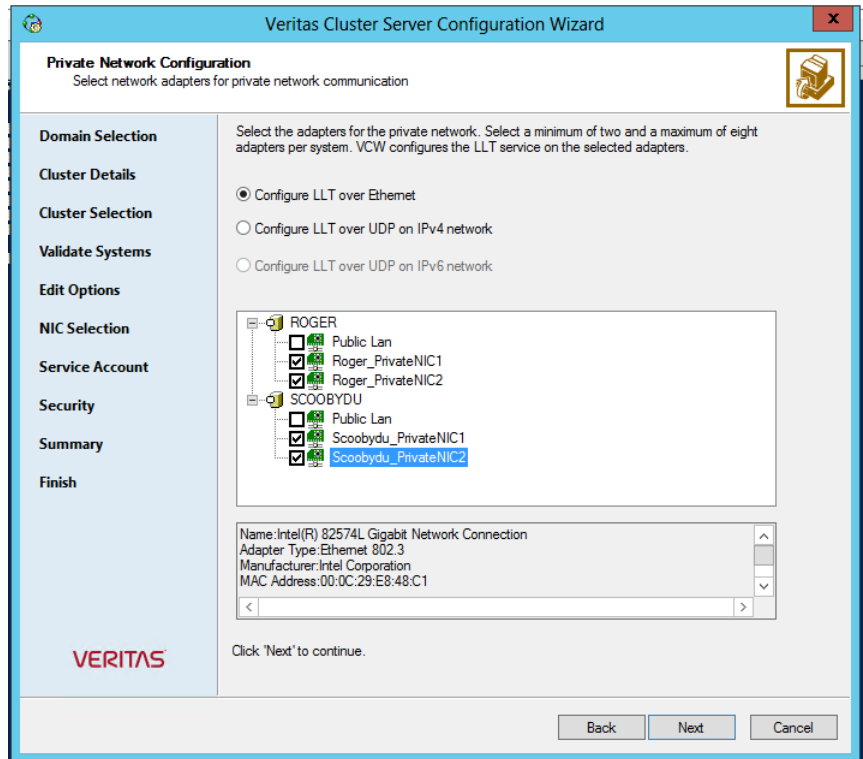 Veritas Cluster Server Configuration Wizard
x
Private Network Configuration
Select network adapters for private network communication
Domain Selection
Cluster Details
Cluster Selection
Validate Systems
Edit Options
NIC Selection
Service Account
Security
Summary
Finish
VERITAS
Select the adapters for the private network. Select a minimum of two and a maximum of eight
adapters per system. VCW configures the LLT service on the selected adapters.
Configure LLT over Ethernet
Configure LLT over UDP on IPv4 network
Configure LLT over UDP on IPv6 network
ROGER
Public Lan
Roger_PrivateNIC1
Roger_PrivateNIC2
SCOOBYDU
Public Lan
Scoobydu_PrivateNIC1
Scoobydu_PrivateNIC2
Name:Intel(R) 82574L Gigabit Network Connection
Adapter Type:Ethernet 802.3
Manufacturer:Intel Corporation
MAC Address:00:0C:29:E8:48:C1
Click 'Next' to continue.
Back
Next
Cancel